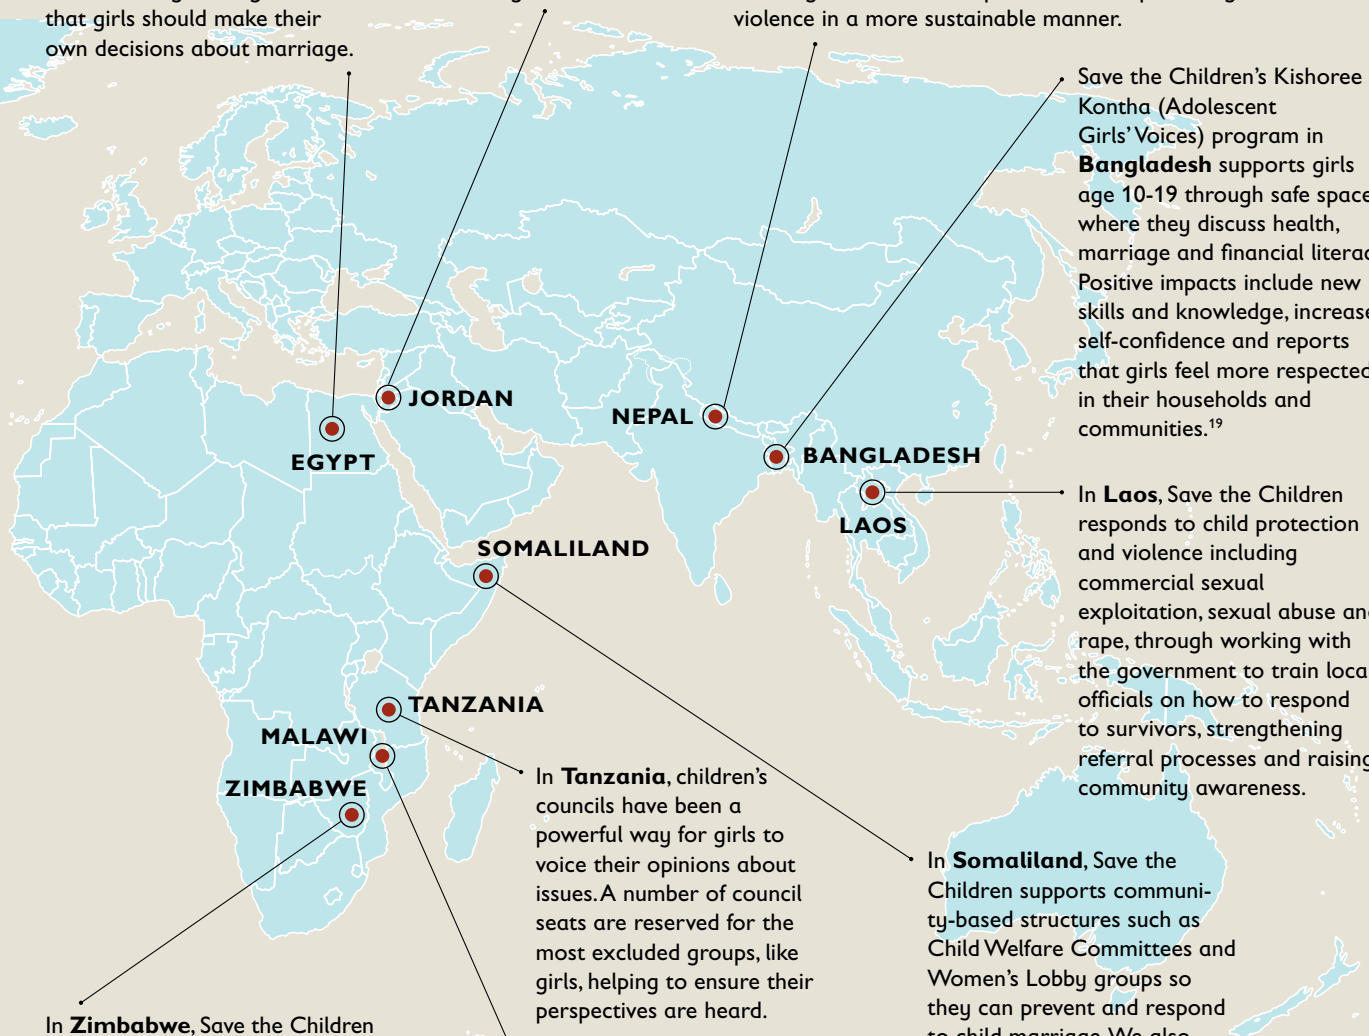 that girls should make their
own decisions about marriage.
violence in a more sustainable manner.
Save the Children's Kishoree
Kontha (Adolescent
Girls' Voices) program in
Bangladesh supports girls
age 10-19 through safe space
where they discuss health,
marriage and financial literac
Positive impacts include new
skills and knowledge, increase
self-confidence and reports
that girls feel more respected
in their households and
communities.19
JORDAN
EGYPT
NEPAL
BANGLADESH
LAOS
SOMALILAND
TANZANIA
MALAWI
ZIMBABWE
In Laos, Save the Children
responds to child protection
and violence including
commercial sexual
exploitation, sexual abuse and
rape, through working with
the government to train loca
officials on how to respond
to survivors, strengthening
referral processes and raising
community awareness.
In Tanzania, children's
councils have been a
powerful way for girls to
voice their opinions about
issues. A number of council
seats are reserved for the
most excluded groups, like
girls, helping to ensure their
perspectives are heard.
In Somaliland, Save the
Children supports communi-
ty-based structures such as
Child Welfare Committees and
Women's Lobby groups so
they can prevent and respond
to child marriage. We also
In Zimbabwe, Save the Children